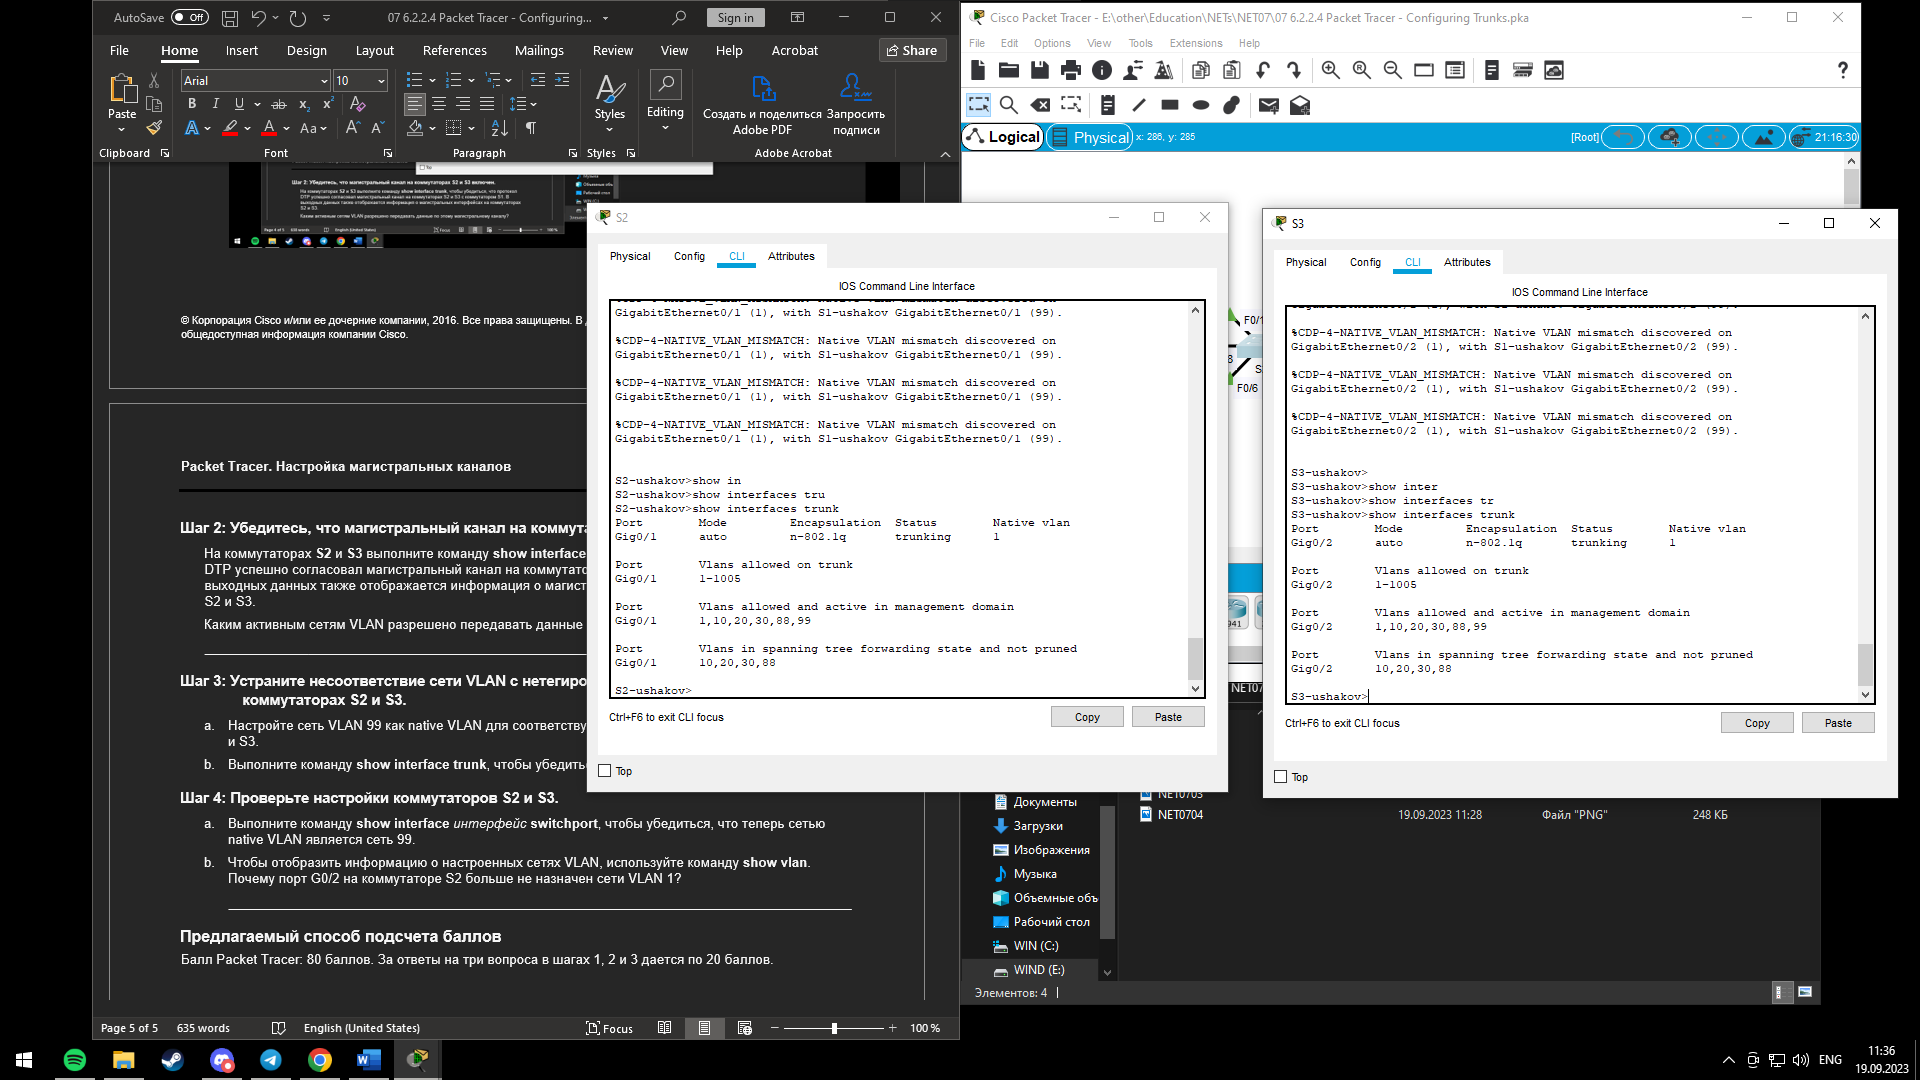 AutoSave
Off
07 6.2.2.4 Packet Tracer - Configuring...
Sign in
File
Home
Insert
Design
Layout
References
Mailings
Review
View
Help
Acrobat
Share
Arial
10
Paste
B I U ab x₂ x²
Aa
Styles
Editing
Создать и поделиться
Adobe PDF
Запросить
подписи
Clipboard
Font
Paragraph
Styles
Adobe Acrobat
Шаг 2: Убедитесь, что магистральный канал на коммутаторах S2 и S3 включен.
© Корпорация Cisco и/или ее дочерние компании, 2016. Все права защищены. В
общедоступная информация компании Cisco.
Packet Tracer. Настройка магистральных каналов
Шаг 2: Убедитесь, что магистральный канал на коммута
На коммутаторах S2 и S3 выполните команду show interface
DTP успешно согласовал магистральный канал на коммутато
выходных данных также отображается информация о магист
S2 и S3.
Каким активным сетям VLAN разрешено передавать данные
Шаг 3: Устраните несоответствие сети VLAN с нетегиро
коммутаторах S2 и S3.
a. Настройте сеть VLAN 99 как native VLAN для соответству
и S3.
b. Выполните команду show interface trunk, чтобы убедить
Шаг 4: Проверьте настройки коммутаторов S2 и S3.
a. Выполните команду show interface интерфейс switchport, чтобы убедиться, что теперь сетью
native VLAN является сеть 99.
b. Чтобы отобразить информацию о настроенных сетях VLAN, используйте команду show vlan.
Почему порт G0/2 на коммутаторе S2 больше не назначен сети VLAN 1?
Предлагаемый способ подсчета баллов
Балл Packet Tracer: 80 баллов. За ответы на три вопроса в шагах 1, 2 и 3 дается по 20 баллов.
Page 5 of 5
635 words
English (United States)
Focus
100 %
Cisco Packet Tracer - E:\other\Education\NETs\NET07\07 6.2.2.4 Packet Tracer - Configuring Trunks.pka
File
Edit
Options
View
Tools
Extensions
Help
Logical
Physical
x: 286, y: 285
[Root]
21:16:30
F0/1
F0/6
S2
Physical
Config
CLI
Attributes
IOS Command Line Interface
GigabitEthernet0/1 (1), with S1-ushakov GigabitEthernet0/1 (99).
%CDP-4-NATIVE_VLAN_MISMATCH: Native VLAN mismatch discovered on
GigabitEthernet0/1 (1), with S1-ushakov GigabitEthernet0/1 (99).
%CDP-4-NATIVE_VLAN_MISMATCH: Native VLAN mismatch discovered on
GigabitEthernet0/1 (1), with S1-ushakov GigabitEthernet0/1 (99).
%CDP-4-NATIVE_VLAN_MISMATCH: Native VLAN mismatch discovered on
GigabitEthernet0/1 (1), with S1-ushakov GigabitEthernet0/1 (99).
S2-ushakov>show in
S2-ushakov>show interfaces tru
S2-ushakov>show interfaces trunk
Port Mode Encapsulation Status Native vlan
Gig0/1 auto n-802.1q trunking 1
Port Vlans allowed on trunk
Gig0/1 1-1005
Port Vlans allowed and active in management domain
Gig0/1 1,10,20,30,88,99
Port Vlans in spanning tree forwarding state and not pruned
Gig0/1 10,20,30,88
S2-ushakov>
Ctrl+F6 to exit CLI focus
Copy
Paste
Top
S3
Physical
Config
CLI
Attributes
IOS Command Line Interface
%CDP-4-NATIVE_VLAN_MISMATCH: Native VLAN mismatch discovered on
GigabitEthernet0/2 (1), with S1-ushakov GigabitEthernet0/2 (99).
%CDP-4-NATIVE_VLAN_MISMATCH: Native VLAN mismatch discovered on
GigabitEthernet0/2 (1), with S1-ushakov GigabitEthernet0/2 (99).
%CDP-4-NATIVE_VLAN_MISMATCH: Native VLAN mismatch discovered on
GigabitEthernet0/2 (1), with S1-ushakov GigabitEthernet0/2 (99).
S3-ushakov>
S3-ushakov>show inter
S3-ushakov>show interfaces tr
S3-ushakov>show interfaces trunk
Port Mode Encapsulation Status Native vlan
Gig0/2 auto n-802.1q trunking 1
Port Vlans allowed on trunk
Gig0/2 1-1005
Port Vlans allowed and active in management domain
Gig0/2 1,10,20,30,88,99
Port Vlans in spanning tree forwarding state and not pruned
Gig0/2 10,20,30,88
S3-ushakov>
Ctrl+F6 to exit CLI focus
Copy
Paste
Top
941
NET07
Документы
Загрузки
Изображения
Музыка
Объемные объ
Рабочий стол
WIN (C:)
WIND (E:)
NET0703
NET0704
19.09.2023 11:28
Файл "PNG"
248 КБ
Элементов: 4
ENG
11:36
19.09.2023